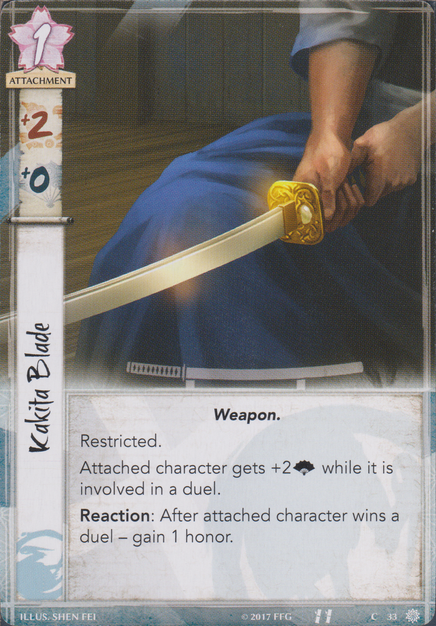 1
ATTACHMENT
+2
+0
Kakita Blade
Weapon.
Restricted.
Attached character gets +2 while it is
involved in a duel.
Reaction: After attached character wins a
duel – gain 1 honor.
ILLUS. SHEN FEI
© 2017 FFG
C 33